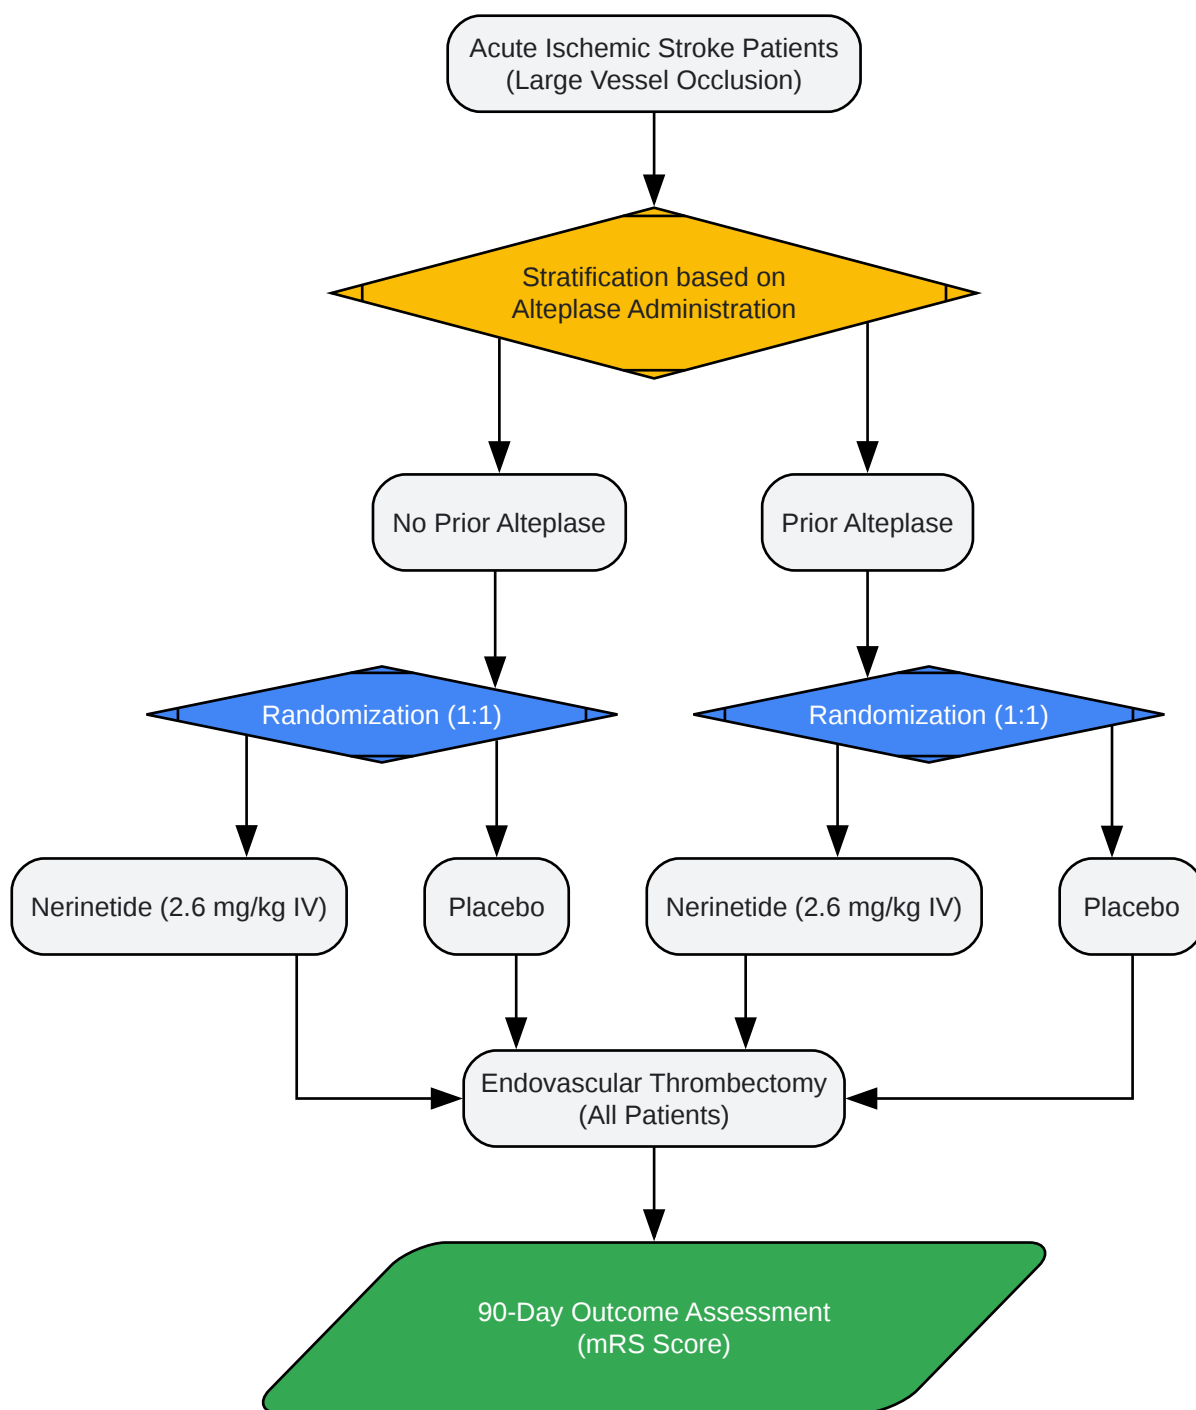 Acute Ischemic Stroke Patients
(Large Vessel Occlusion)
Stratification based on
Alteplase Administration
No Prior Alteplase
Prior Alteplase
Randomization (1:1)
Randomization (1:1)
Nerinetide (2.6 mg/kg IV)
Placebo
Nerinetide (2.6 mg/kg IV)
Placebo
Endovascular Thrombectomy
(All Patients)
90-Day Outcome Assessment
(mRS Score)